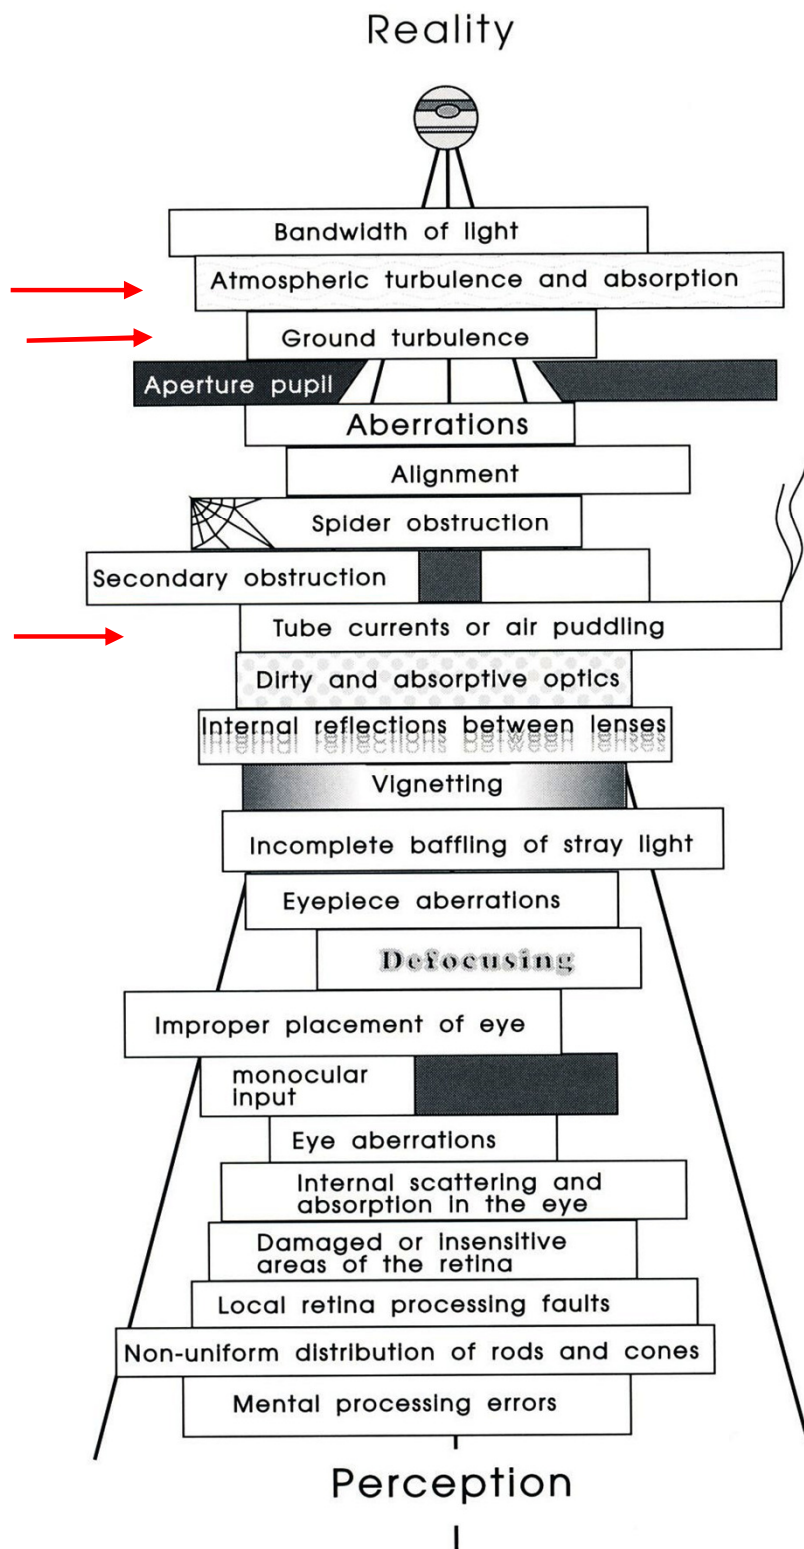 Reality
Bandwidth of light
Atmospheric turbulence and absorption
Ground turbulence
Aperture pupil
Aberrations
Alignment
Spider obstruction
Secondary obstruction
Tube currents or air puddling
Dirty and absorptive optics
Internal reflections between lenses
Vignetting
Incomplete baffling of stray light
Eyepiece aberrations
Defocusing
Improper placement of eye
monocular
input
Eye aberrations
Internal scattering and
absorption in the eye
Damaged or insensitive
areas of the retina
Local retina processing faults
Non-uniform distribution of rods and cones
Mental processing errors
Perception